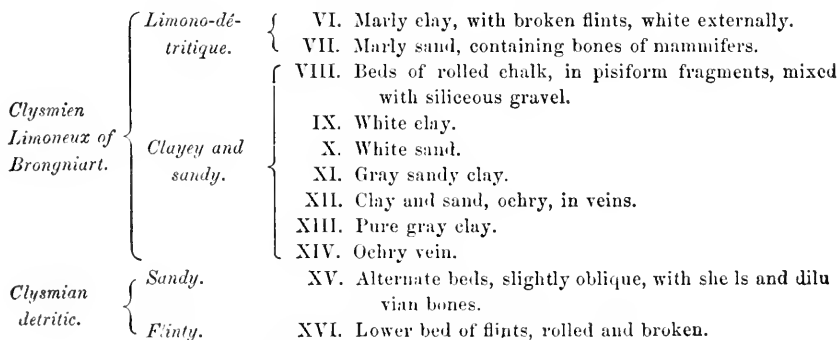 Limono-dé-
tritique.
VI. Marly clay, with broken flints, white externally.
VII. Marly sand, containing bones of mammifers.
Clysmien
Limoneux of
Brongniart.
Clayey and
sandy.
VIII. Beds of rolled chalk, in pisiform fragments, mixed
with siliceous gravel.
IX. White clay.
X. White sand.
XI. Gray sandy clay.
XII. Clay and sand, ochry, in veins.
XIII. Pure gray clay.
XIV. Ochry vein.
Clysmian
detritic.
Sandy.
XV. Alternate beds, slightly oblique, with she ls and dilu
vian bones.
Flinty.
XVI. Lower bed of flints, rolled and broken.